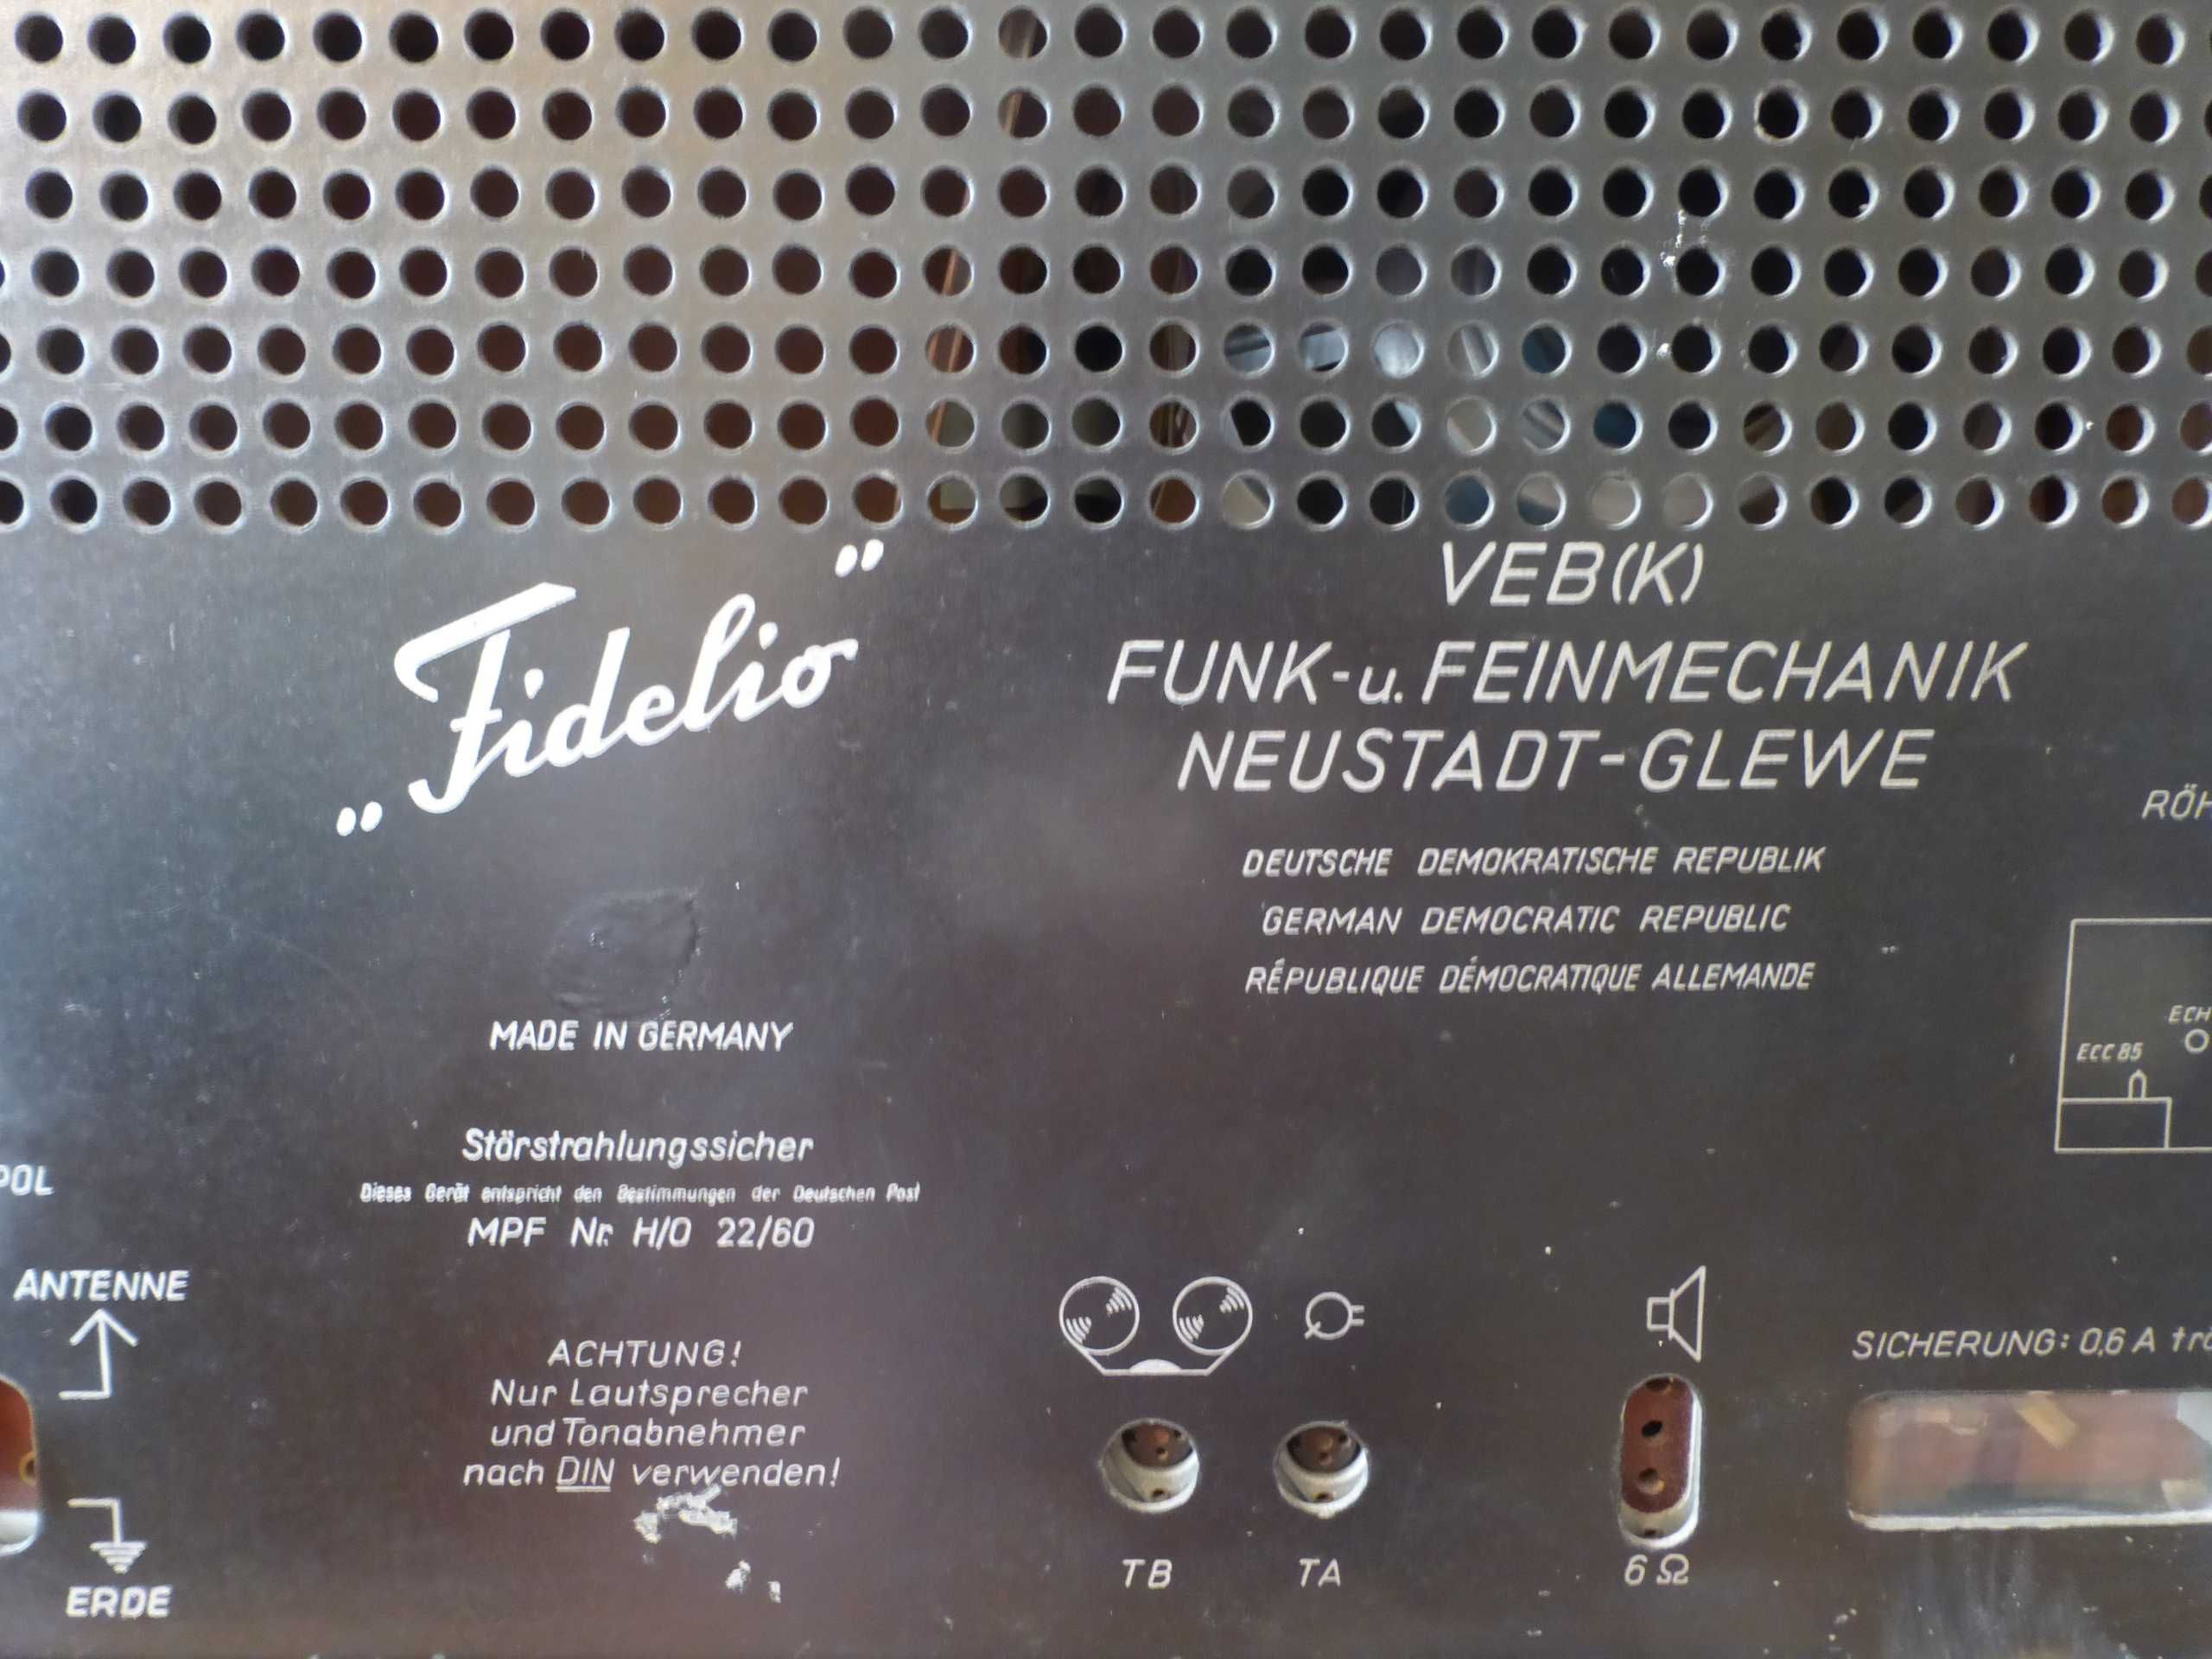 „Fidelio"
VEB(K)
FUNK-u. FEINMECHANIK
NEUSTADT-GLEWE
DEUTSCHE DEMOKRATISCHE REPUBLIK
GERMAN DEMOCRATIC REPUBLIC
RÉPUBLIQUE DÉMOCRATIQUE ALLEMANDE
MADE IN GERMANY
Störstrahlungssicher
Dieses Gerät entspricht den Bestimmungen der Deutschen Post
MPF Nr. H/0 22/60
ANTENNE
ERDE
ACHTUNG!
Nur Lautsprecher
und Tonabnehmer
nach DIN verwenden!
TB
TA
6 Ω
ECC 85
SICHERUNG: 0,6 A